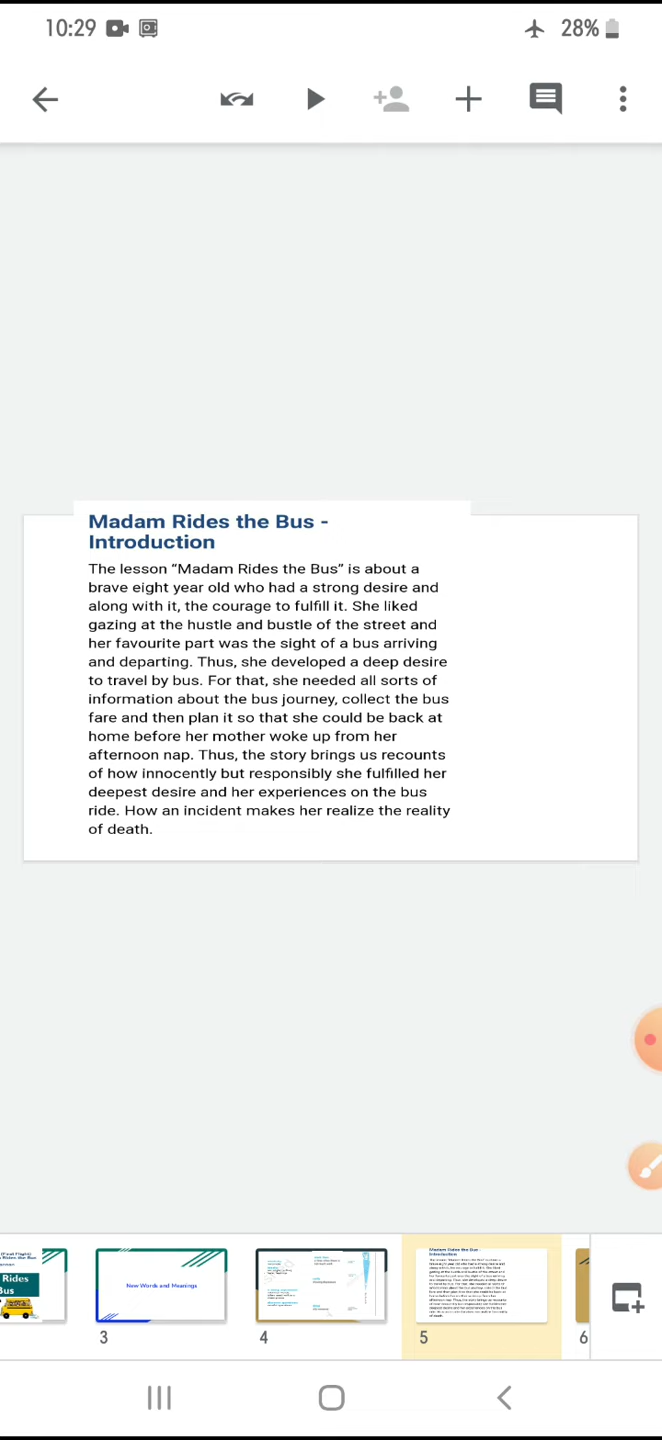 10:29
28%
Madam Rides the Bus -
Introduction
The lesson “Madam Rides the Bus” is about a
brave eight year old who had a strong desire and
along with it, the courage to fulfill it. She liked
gazing at the hustle and bustle of the street and
her favourite part was the sight of a bus arriving
and departing. Thus, she developed a deep desire
to travel by bus. For that, she needed all sorts of
information about the bus journey, collect the bus
fare and then plan it so that she could be back at
home before her mother woke up from her
afternoon nap. Thus, the story brings us recounts
of how innocently but responsibly she fulfilled her
deepest desire and her experiences on the bus
ride. How an incident makes her realize the reality
of death.
Rides
New Words and Meanings
Madam Rides the Bus -
Introduction
3
4
5
6